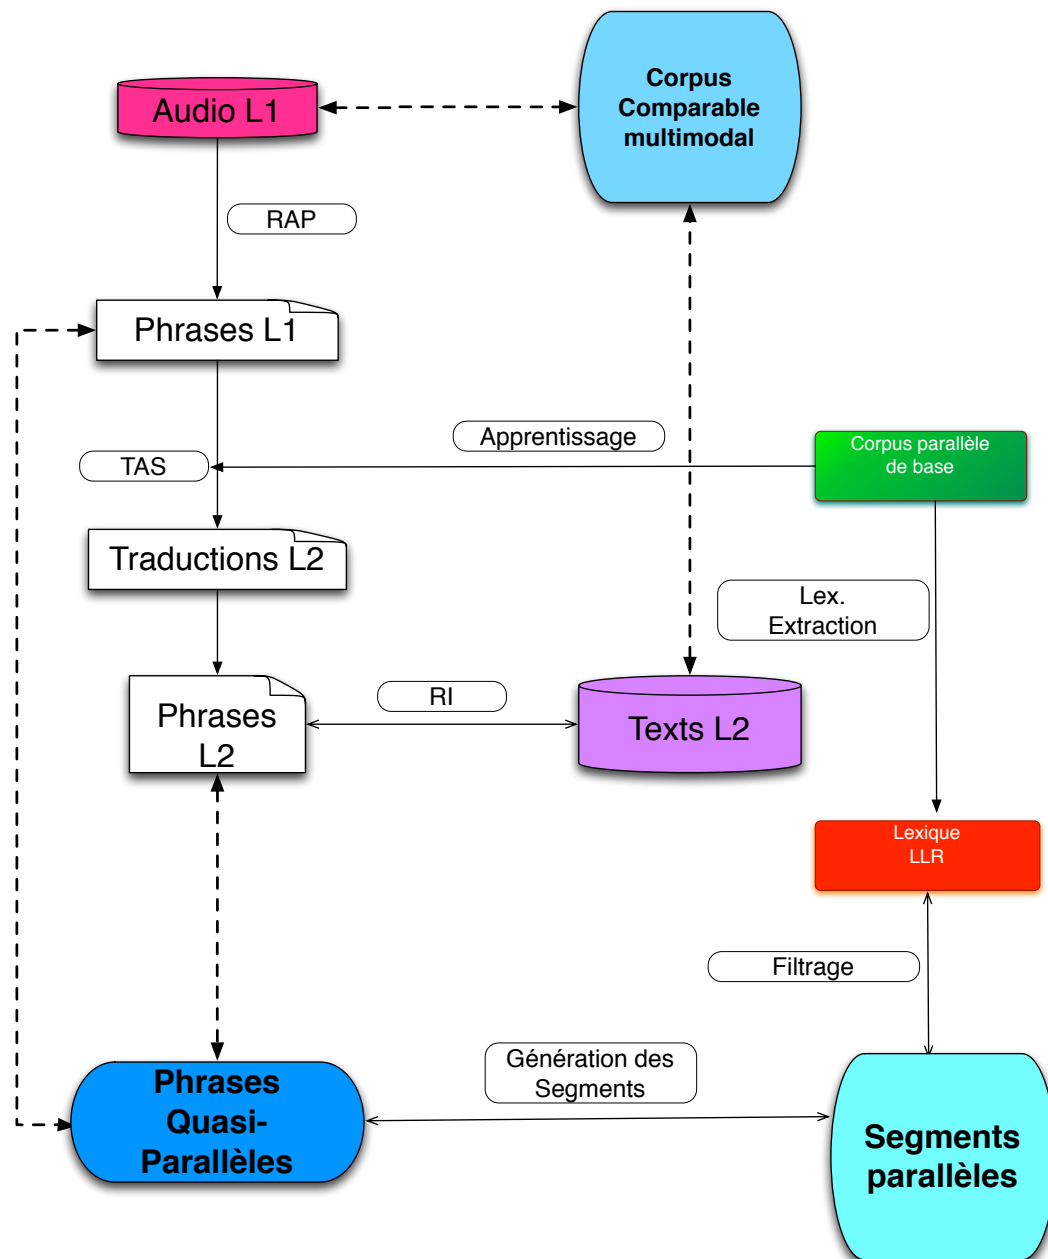 Corpus
Comparable
multimodal
Audio L1
RAP
Phrases L1
Apprentissage
Corpus parallèle
de base
TAS
Traductions L2
Lex.
Extraction
Phrases
L2
RI
Texts L2
Lexique
LLR
Filtrage
Génération des
Segments
Phrases
Quasi-
Parallèles
Segments
parallèles